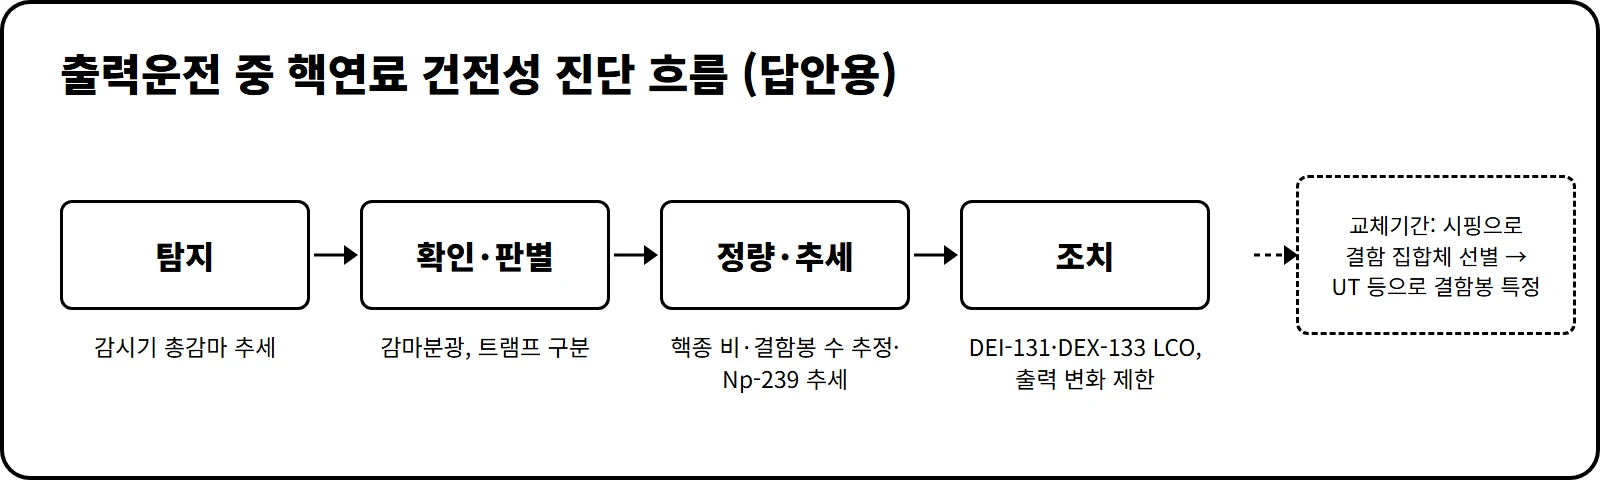 출력운전 중 핵연료 건전성 진단 흐름 (답안용)
탐지
감시기 총감마 추세
확인·판별
감마분광, 트램프 구분
정량·추세
핵종 비·결함봉 수 추정·
Np-239 추세
조치
DEI-131·DEX-133 LCO,
출력 변화 제한
교체기간: 시핑으로
결함 집합체 선별 →
UT 등으로 결함봉 특정